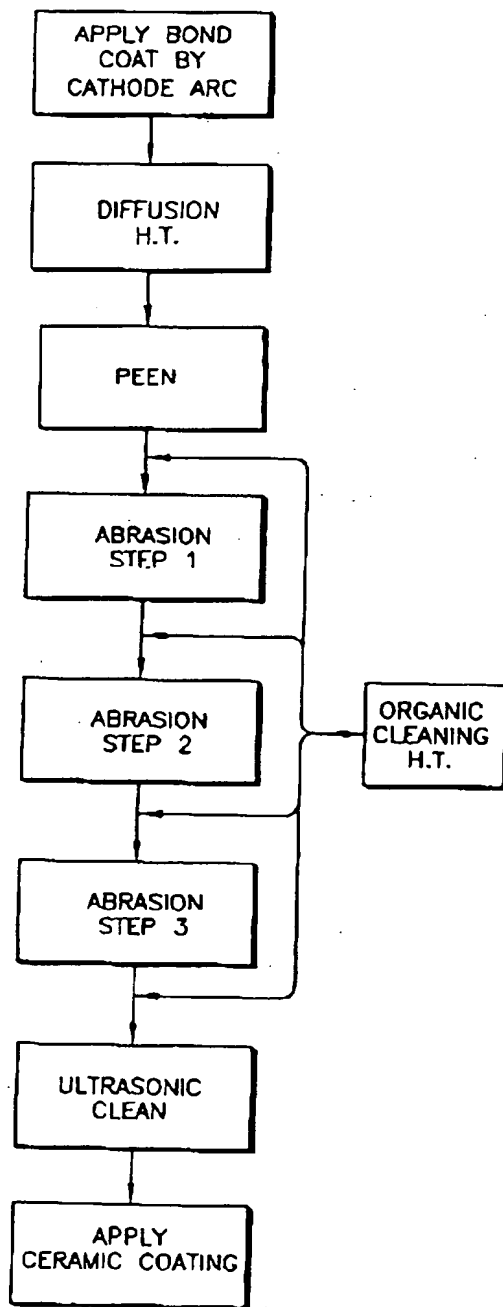 APPLY BOND
COAT BY
CATHODE ARC
DIFFUSION
H.T.
PEEN
ABRASION
STEP 1
ABRASION
STEP 2
ORGANIC
CLEANING
H.T.
ABRASION
STEP 3
ULTRASONIC
CLEAN
APPLY
CERAMIC COATING